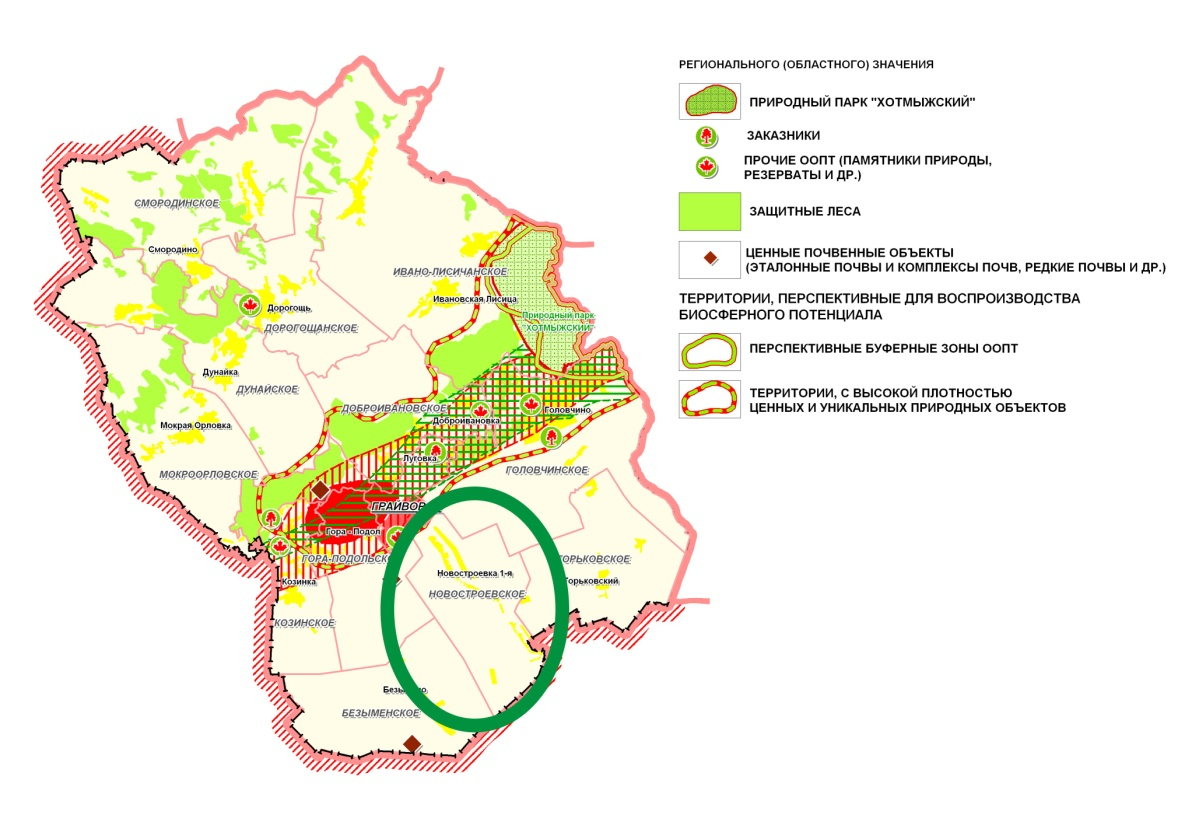 РЕГИОНАЛЬНОГО (ОБЛАСТНОГО) ЗНАЧЕНИЯ
ПРИРОДНЫЙ ПАРК "ХОТМЫЖСКИЙ"
ЗАКАЗНИКИ
ПРОЧИЕ ООПТ (ПАМЯТНИКИ ПРИРОДЫ,
РЕЗЕРВАТЫ И ДР.)
ЗАЩИТНЫЕ ЛЕСА
ЦЕННЫЕ ПОЧВЕННЫЕ ОБЪЕКТЫ
(ЭТАЛОННЫЕ ПОЧВЫ И КОМПЛЕКСЫ ПОЧВ, РЕДКИЕ ПОЧВЫ И ДР.)
ТЕРРИТОРИИ, ПЕРСПЕКТИВНЫЕ ДЛЯ ВОСПРОИЗВОДСТВА
БИОСФЕРНОГО ПОТЕНЦИАЛА
ПЕРСПЕКТИВНЫЕ БУФЕРНЫЕ ЗОНЫ ООПТ
ТЕРРИТОРИИ, С ВЫСОКОЙ ПЛОТНОСТЬЮ
ЦЕННЫХ И УНИКАЛЬНЫХ ПРИРОДНЫХ ОБЪЕКТОВ
СМОРОДИНСКОЕ
Смородино
ИВАНО-ЛИСИЧАНСКОЕ
Ивановская Лисица
Дорогощь
Природный парк
"ХОТМЫЖСКИЙ"
ДОРОГОЩАНСКОЕ
Дунайка
ДУНАЙСКОЕ
ДОБРОИВАНОВСКОЕ
Головчино
Доброивановка
Мокрая Орловка
Луговка
ГОЛОВЧИНСКОЕ
МОКРООРЛОВСКОЕ
ГРАЙВОР
Гора - Подол
ГОРА-ПОДОЛЬСКО
ГОРЬКОВСКОЕ
Новостроевка 1-я
Горьковский
Козинка
НОВОСТРОЕВСКОЕ
КОЗИНСКОЕ
БЕЗЫМЕНСКОЕ